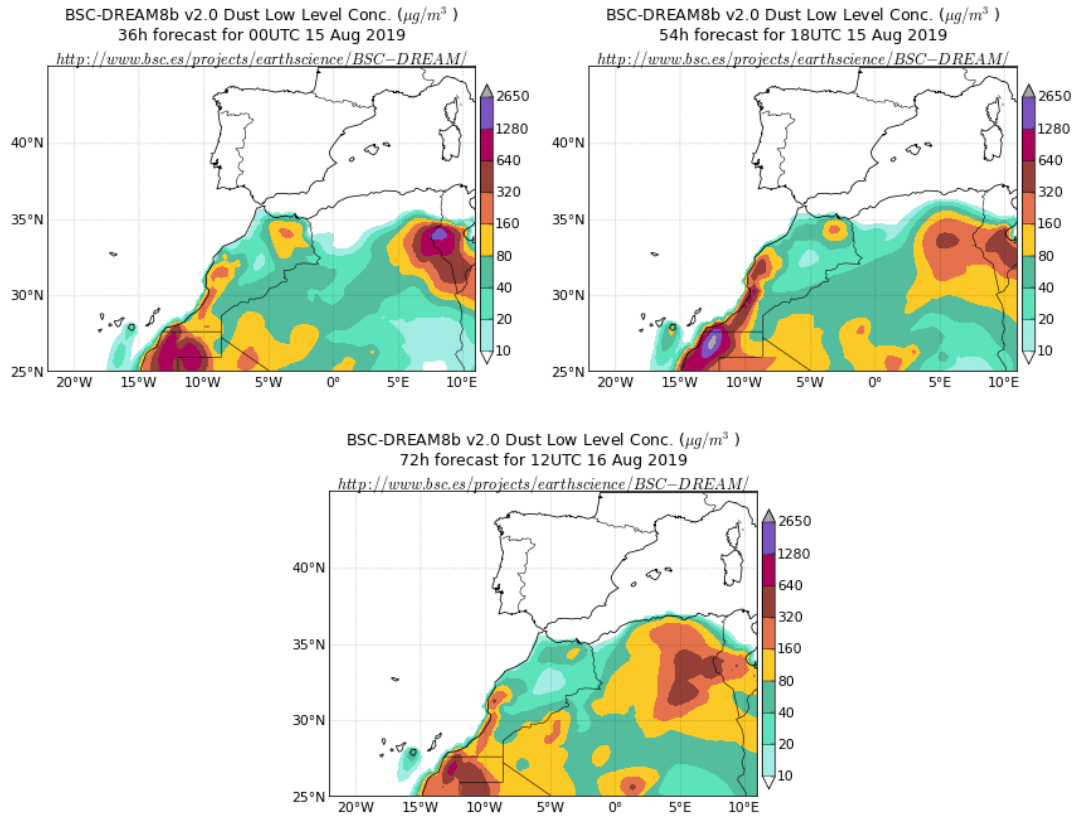 BSC-DREAM8b v2.0 Dust Low Level Conc. (μg/m³ )
36h forecast for 00UTC 15 Aug 2019
http://www.bsc.es/projects/earthscience/BSC−DREAM/
40°N
35°N
30°N
25°N
20°W 15°W 10°W 5°W 0°E 5°E 10°E
2650
1280
640
320
160
80
40
20
10
BSC-DREAM8b v2.0 Dust Low Level Conc. (μg/m³ )
54h forecast for 18UTC 15 Aug 2019
http://www.bsc.es/projects/earthscience/BSC−DREAM/
40°N
35°N
30°N
25°N
20°W 15°W 10°W 5°W 0°E 5°E 10°E
2650
1280
640
320
160
80
40
20
10
BSC-DREAM8b v2.0 Dust Low Level Conc. (μg/m³ )
72h forecast for 12UTC 16 Aug 2019
http://www.bsc.es/projects/earthscience/BSC−DREAM/
40°N
35°N
30°N
25°N
20°W 15°W 10°W 5°W 0°E 5°E 10°E
2650
1280
640
320
160
80
40
20
10